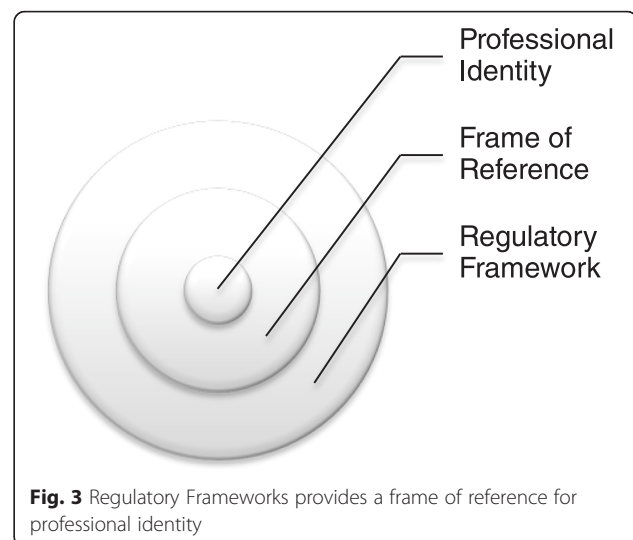 Professional
Identity
Frame of
Reference
Regulatory
Framework
Fig. 3 Regulatory Frameworks provides a frame of reference for
professional identity